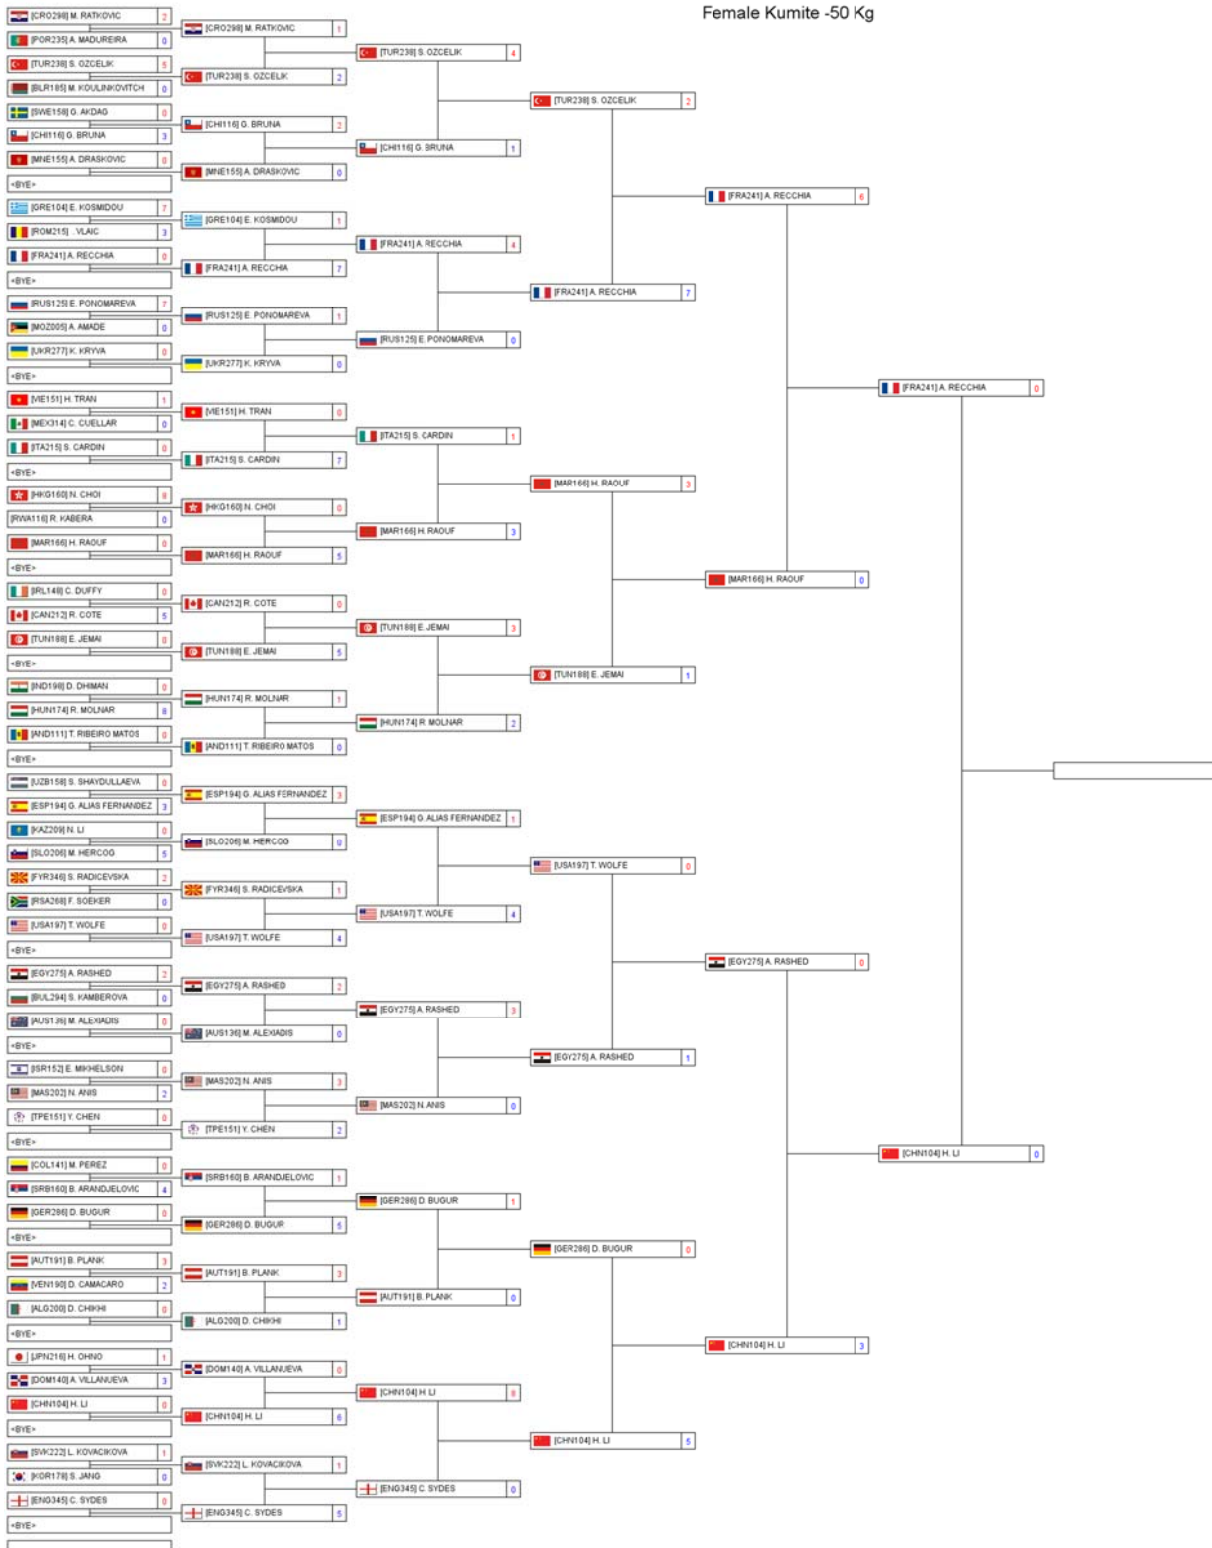 Female Kumite -50 Kg
[CRO298] M. RATKOVIC 2
[POR235] A. MADUREIRA 0
[TUR238] S. OZCELIK 5
[BLR185] M. KOULINKOVITCH 0
[SWE158] G. AKDAG 0
[CHI116] G. BRUNA 3
[MNE155] A. DRASKOVIC 0
<BYE>
[GRE104] E. KOSMIDOU 7
[ROM215] . VLAIC 3
[FRA241] A. RECCHIA 0
<BYE>
[RUS125] E. PONOMAREVA 7
[MOZ005] A. AMADE 0
[UKR277] K. KRYVA 0
<BYE>
[VIE151] H. TRAN 1
[MEX314] C. CUELLAR 0
[ITA215] S. CARDIN 0
<BYE>
[HKG160] N. CHOI 8
[RWA116] R. KABERA 0
[MAR166] H. RAOUF 0
<BYE>
[IRL148] C. DUFFY 0
[CAN212] R. COTE 5
[TUN188] E. JEMAI 0
<BYE>
[IND198] D. DHIMAN 0
[HUN174] R. MOLNAR 8
[AND111] T. RIBEIRO MATOS 0
<BYE>
[UZB158] S. SHAYDULLAEVA 0
[ESP194] G. ALIAS FERNANDEZ 3
[KAZ209] N. LI 0
[SLO206] M. HERCOG 5
[FYR346] S. RADICEVSKA 2
[RSA268] F. SOEKER 0
[USA197] T. WOLFE 0
<BYE>
[EGY275] A. RASHED 2
[BUL294] S. KAMBEROVA 0
[AUS136] M. ALEXIADIS 0
<BYE>
[ISR152] E. MIKHELSON 0
[MAS202] N. ANIS 2
[TPE151] Y. CHEN 0
<BYE>
[COL141] M. PEREZ 0
[SRB160] B. ARANDJELOVIC 4
[GER286] D. BUGUR 0
<BYE>
[AUT191] B. PLANK 3
[VEN190] D. CAMACARO 2
[ALG200] D. CHIKHI 0
<BYE>
[JPN216] H. OHNO 1
[DOM140] A. VILLANUEVA 3
[CHN104] H. LI 0
<BYE>
[SVK222] L. KOVACIKOVA 1
[KOR178] S. JANG 0
[ENG345] C. SYDES 0
<BYE>
[CRO298] M. RATKOVIC 1
[TUR238] S. OZCELIK 2
[CHI116] G. BRUNA 2
[MNE155] A. DRASKOVIC 0
[GRE104] E. KOSMIDOU 1
[FRA241] A. RECCHIA 7
[RUS125] E. PONOMAREVA 1
[UKR277] K. KRYVA 0
[VIE151] H. TRAN 0
[ITA215] S. CARDIN 7
[HKG160] N. CHOI 0
[MAR166] H. RAOUF 5
[CAN212] R. COTE 0
[TUN188] E. JEMAI 5
[HUN174] R. MOLNAR 1
[AND111] T. RIBEIRO MATOS 0
[ESP194] G. ALIAS FERNANDEZ 3
[SLO206] M. HERCOG 0
[FYR346] S. RADICEVSKA 1
[USA197] T. WOLFE 4
[EGY275] A. RASHED 2
[AUS136] M. ALEXIADIS 0
[MAS202] N. ANIS 3
[TPE151] Y. CHEN 2
[SRB160] B. ARANDJELOVIC 1
[GER286] D. BUGUR 5
[AUT191] B. PLANK 3
[ALG200] D. CHIKHI 1
[DOM140] A. VILLANUEVA 0
[CHN104] H. LI 6
[SVK222] L. KOVACIKOVA 1
[ENG345] C. SYDES 5
[TUR238] S. OZCELIK 4
[CHI116] G. BRUNA 1
[FRA241] A. RECCHIA 4
[RUS125] E. PONOMAREVA 0
[ITA215] S. CARDIN 1
[MAR166] H. RAOUF 3
[TUN188] E. JEMAI 3
[HUN174] R. MOLNAR 2
[ESP194] G. ALIAS FERNANDEZ 1
[USA197] T. WOLFE 4
[EGY275] A. RASHED 3
[MAS202] N. ANIS 0
[GER286] D. BUGUR 1
[AUT191] B. PLANK 0
[CHN104] H. LI 8
[ENG345] C. SYDES 0
[TUR238] S. OZCELIK 2
[FRA241] A. RECCHIA 7
[MAR166] H. RAOUF 3
[TUN188] E. JEMAI 1
[USA197] T. WOLFE 0
[EGY275] A. RASHED 1
[GER286] D. BUGUR 0
[CHN104] H. LI 5
[FRA241] A. RECCHIA 6
[MAR166] H. RAOUF 0
[EGY275] A. RASHED 0
[CHN104] H. LI 3
[FRA241] A. RECCHIA 0
[CHN104] H. LI 0